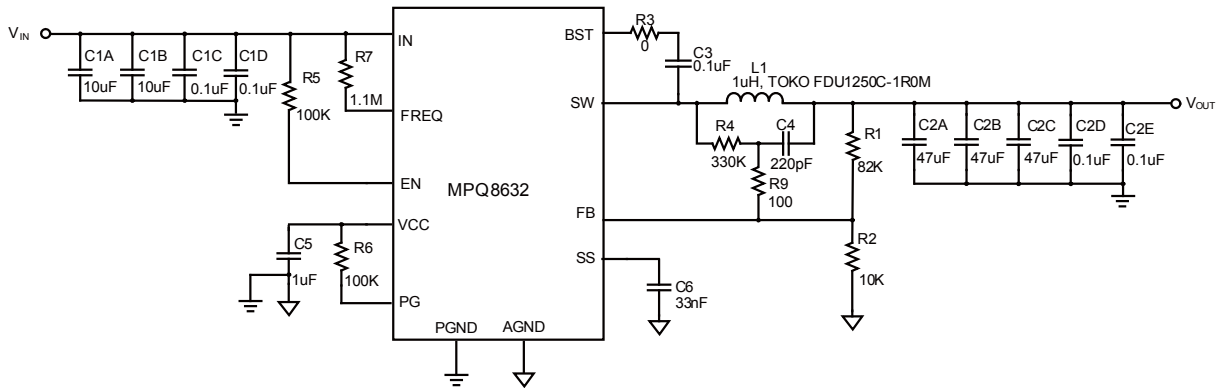 VIN
C1A
10uF
C1B
10uF
C1C
0.1uF
C1D
0.1uF
R5
100K
R7
1.1M
IN
FREQ
EN
VCC
PG
C5
1uF
R6
100K
MPQ8632
PGND
AGND
BST
SW
FB
SS
R3
0
C3
0.1uF
L1
1uH, TOKO FDU1250C-1R0M
R4
330K
C4
220pF
R9
100
R1
82K
R2
10K
C6
33nF
C2A
47uF
C2B
47uF
C2C
47uF
C2D
0.1uF
C2E
0.1uF
VOUT